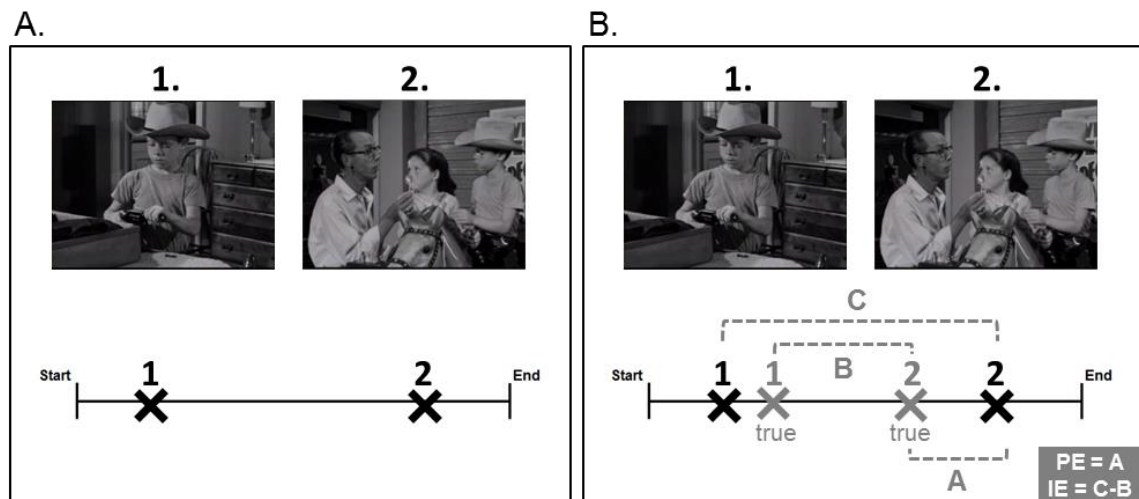 A.
1.
2.
Start
1
2
End
B.
1.
2.
C
B
Start
1
1
2
2
End
true
true
A
PE = A
IE = C-B